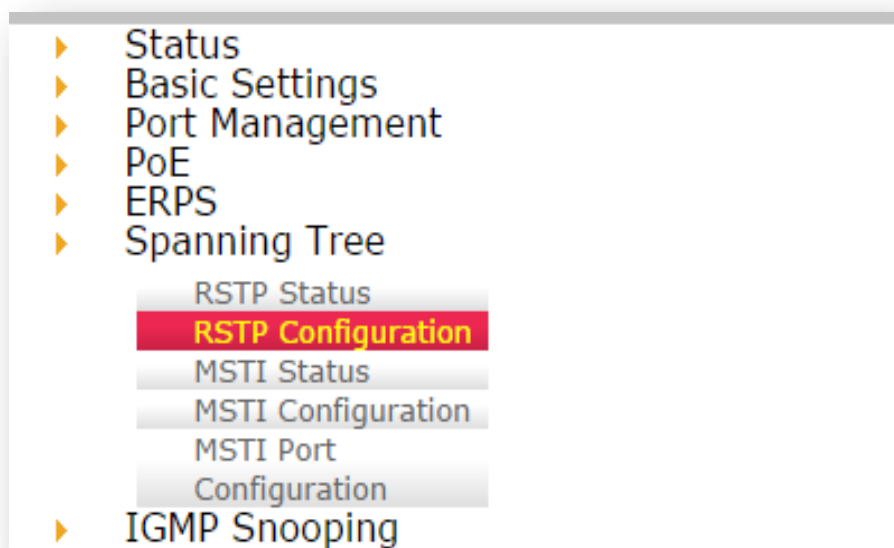 Status
Basic Settings
Port Management
PoE
ERPS
Spanning Tree
RSTP Status
RSTP Configuration
MSTI Status
MSTI Configuration
MSTI Port
Configuration
IGMP Snooping